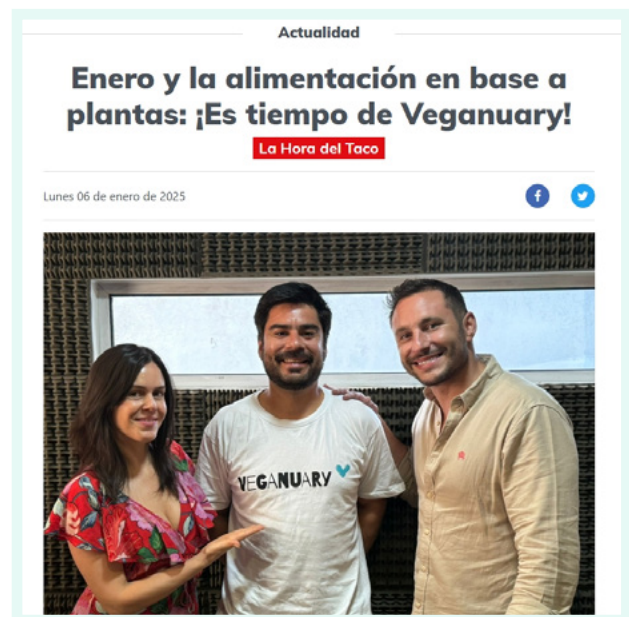 Actualidad
Enero y la alimentación en base a
plantas: ¡Es tiempo de Veganuary!
La Hora del Taco
Lunes 06 de enero de 2025
VEGANUARY